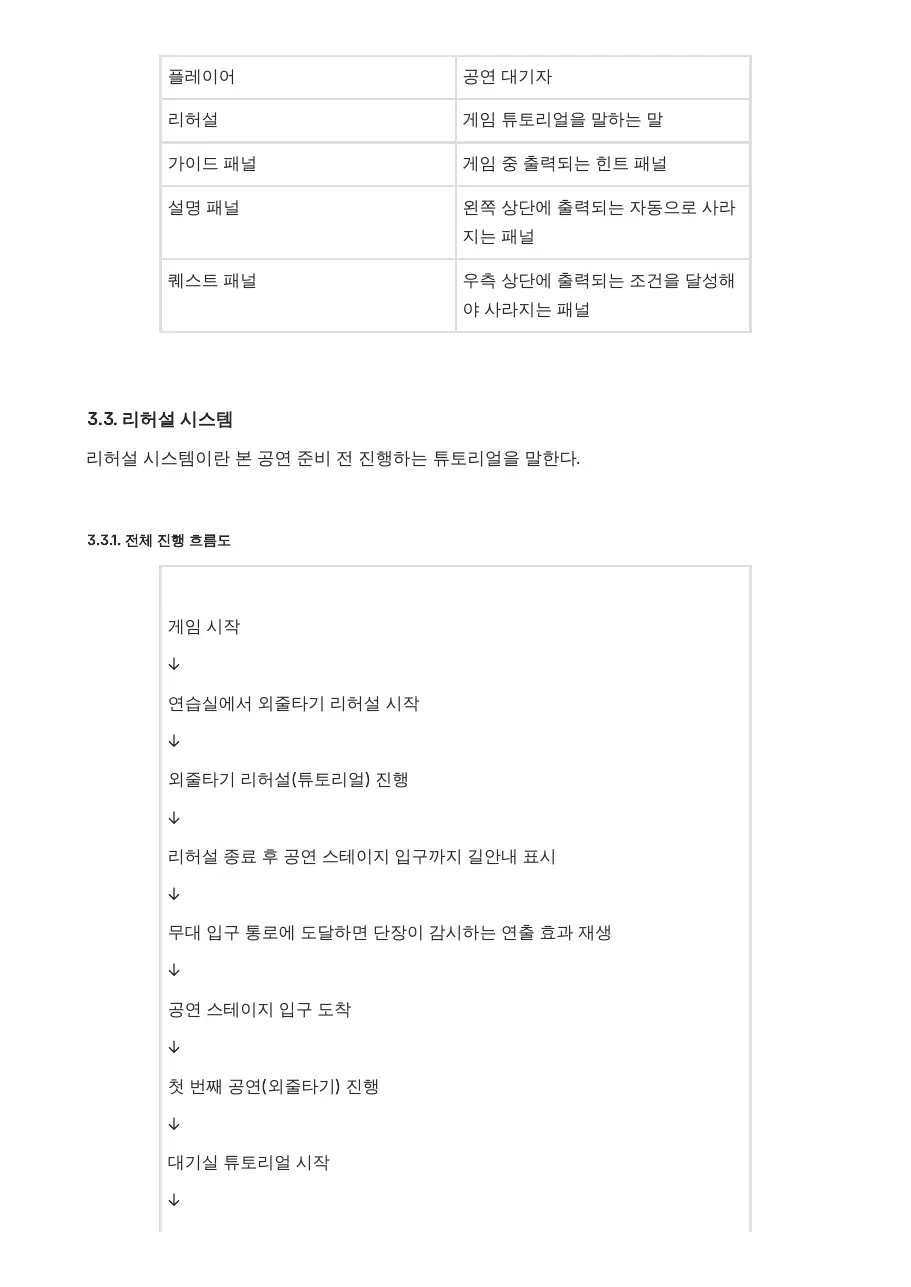 플레이어
공연 대기자
리허설
게임 튜토리얼을 말하는 말
가이드 패널
게임 중 출력되는 힌트 패널
설명 패널
왼쪽 상단에 출력되는 자동으로 사라
지는 패널
퀘스트 패널
우측 상단에 출력되는 조건을 달성해
야 사라지는 패널
3.3. 리허설 시스템
리허설 시스템이란 본 공연 준비 전 진행하는 튜토리얼을 말한다.
3.3.1. 전체 진행 흐름도
게임 시작
↓
연습실에서 외줄타기 리허설 시작
↓
외줄타기 리허설(튜토리얼) 진행
↓
리허설 종료 후 공연 스테이지 입구까지 길안내 표시
↓
무대 입구 통로에 도달하면 단장이 감시하는 연출 효과 재생
↓
공연 스테이지 입구 도착
↓
첫 번째 공연(외줄타기) 진행
↓
대기실 튜토리얼 시작
↓